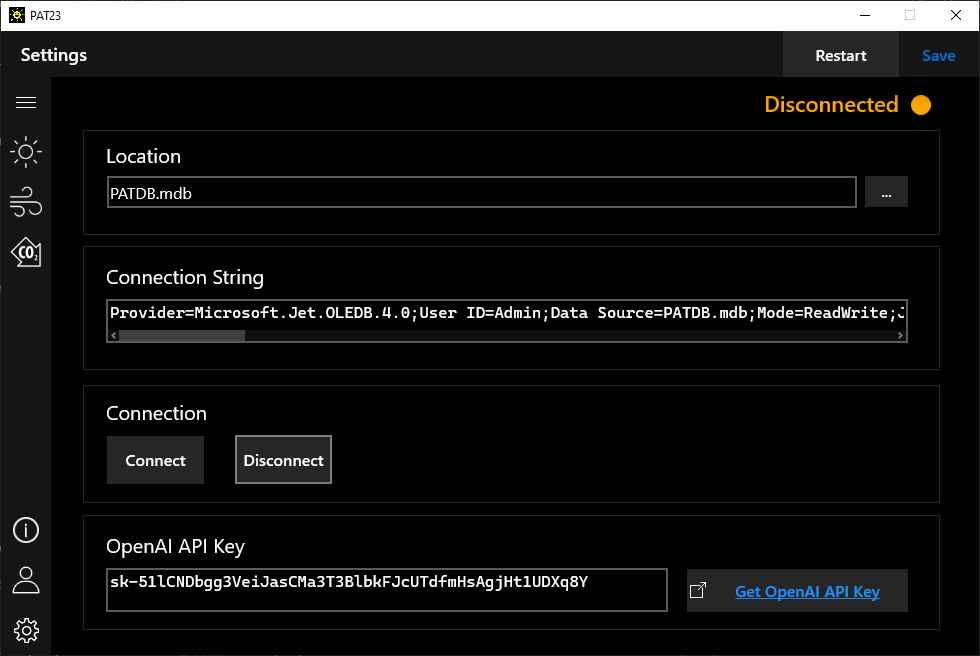 PAT23
Settings
Restart
Save
Disconnected
Location
PATDB.mdb
...
Connection String
Provider=Microsoft.Jet.OLEDB.4.0;User ID=Admin;Data Source=PATDB.mdb;Mode=ReadWrite;J
CO2
Connection
Connect
Disconnect
OpenAI API Key
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
Get OpenAI API Key